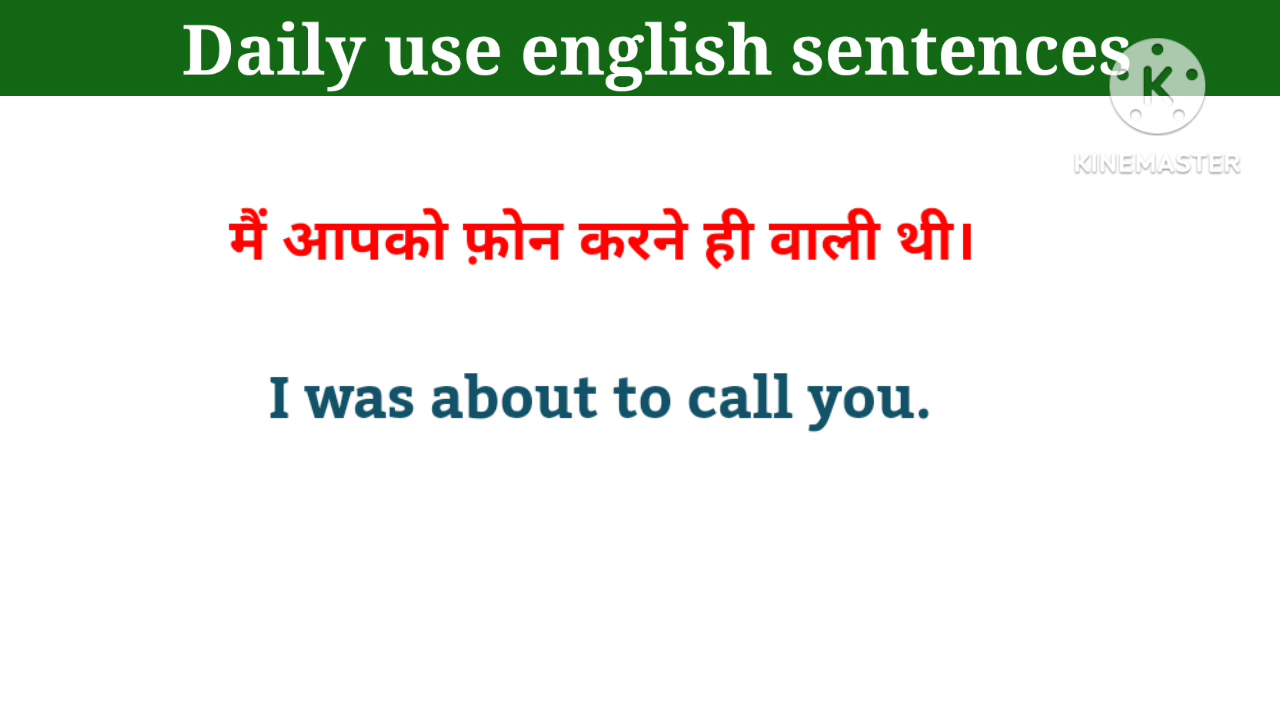 Daily use english sentences
K
KINEMASTER
मैं आपको फ़ोन करने ही वाली थी।
I was about to call you.